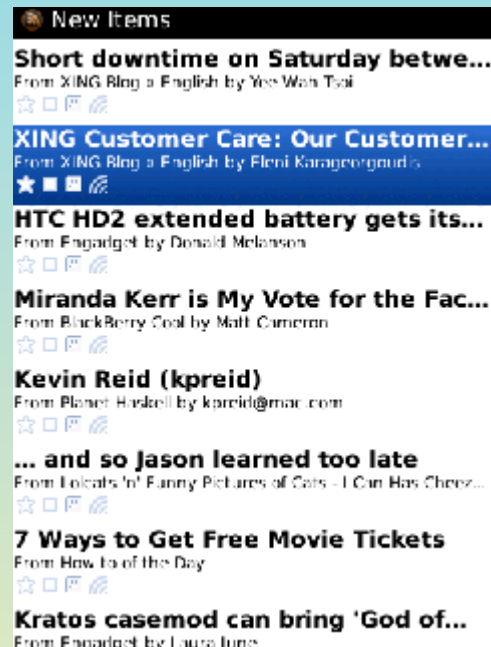 New Items
Short downtime on Saturday betwe...
From XING Blog » English by Yee Wah Tsoi
XING Customer Care: Our Customer...
From XING Blog » English by Eleni Karageorgoudis
HTC HD2 extended battery gets its...
From Engadget by Donald Melanson
Miranda Kerr is My Vote for the Fac...
From BlackBerry Cool by Matt Cameron
Kevin Reid (kpreid)
From Planet Haskell by kpreid@mac.com
... and so Jason learned too late
From Lolcats 'n' Funny Pictures of Cats - I Can Has Cheez...
7 Ways to Get Free Movie Tickets
From How to of the Day
Kratos casemod can bring 'God of...
From Engadget by Laura June